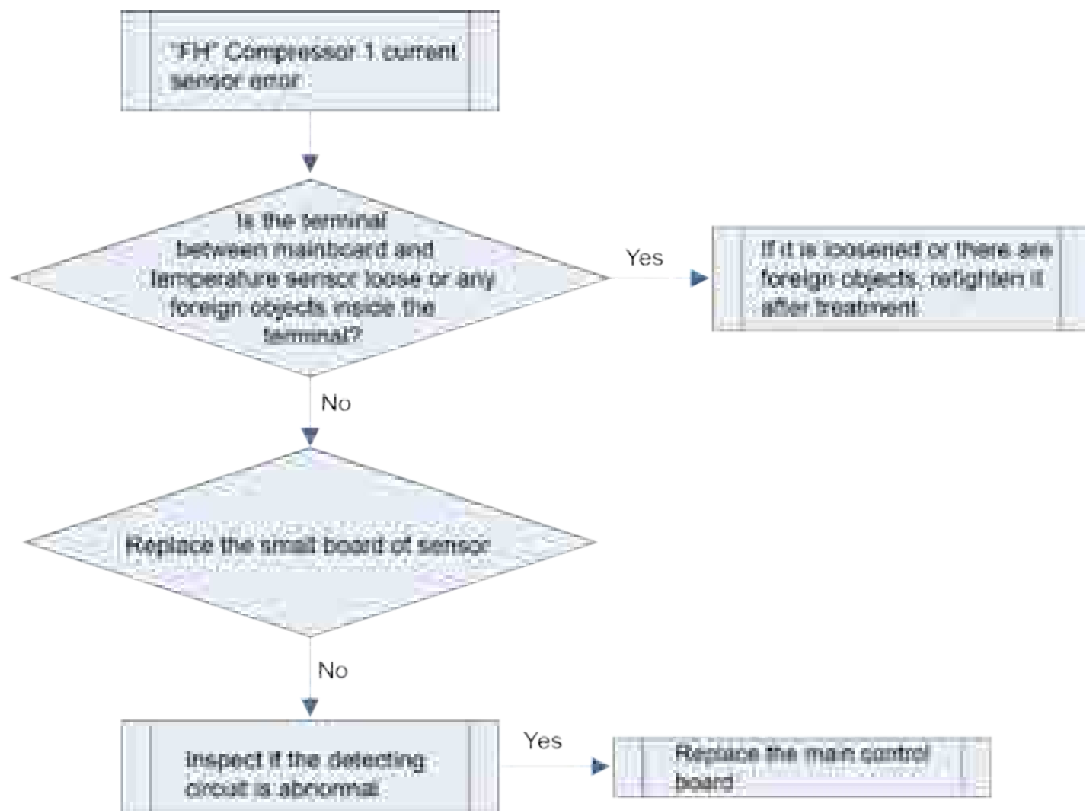 "FH" Compressor 1 current
sensor error
Is the terminal
between mainboard and
temperature sensor loose or any
foreign objects inside the
terminal?
Yes
If it is loosened or there are
foreign objects, retighten it
after treatment
No
Replace the small board of sensor
No
Inspect if the detecting
circuit is abnormal
Yes
Replace the main control
board